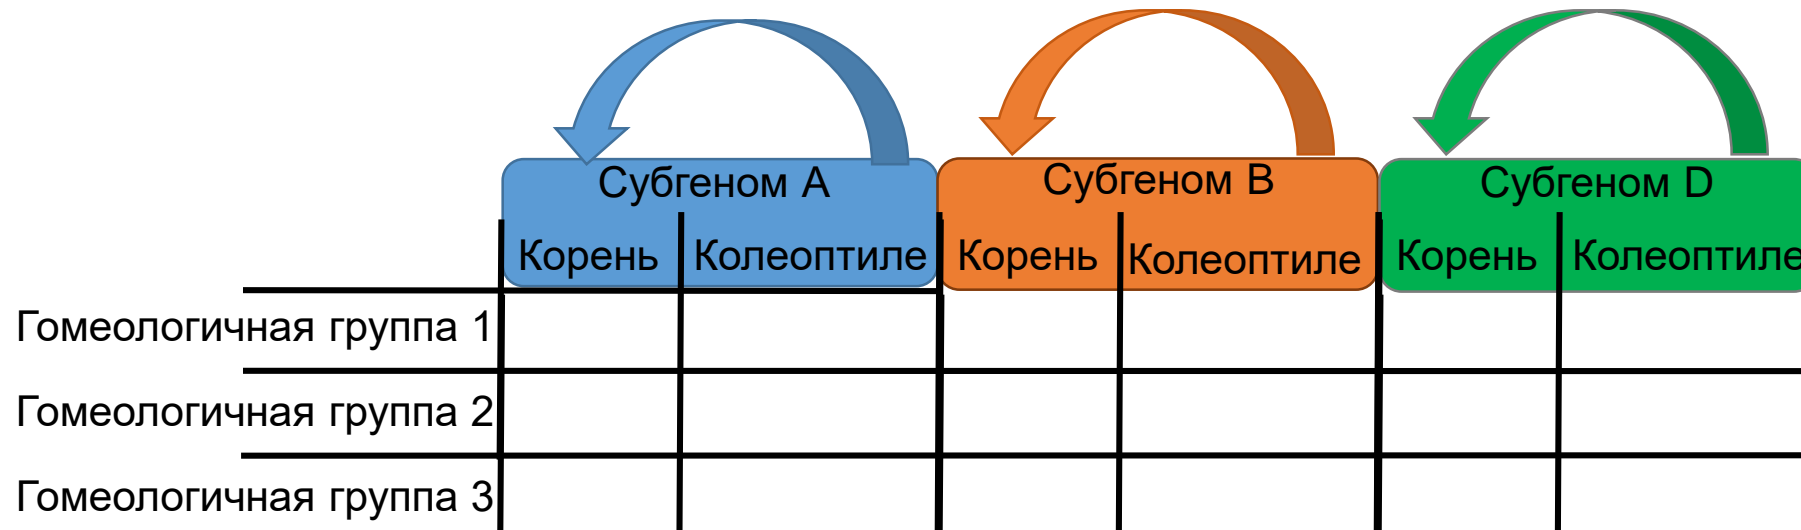 Субгеном A
Субгеном B
Субгеном D
Корень
Колеоптиле
Корень
Колеоптиле
Корень
Колеоптиле
Гомеологичная группа 1
Гомеологичная группа 2
Гомеологичная группа 3